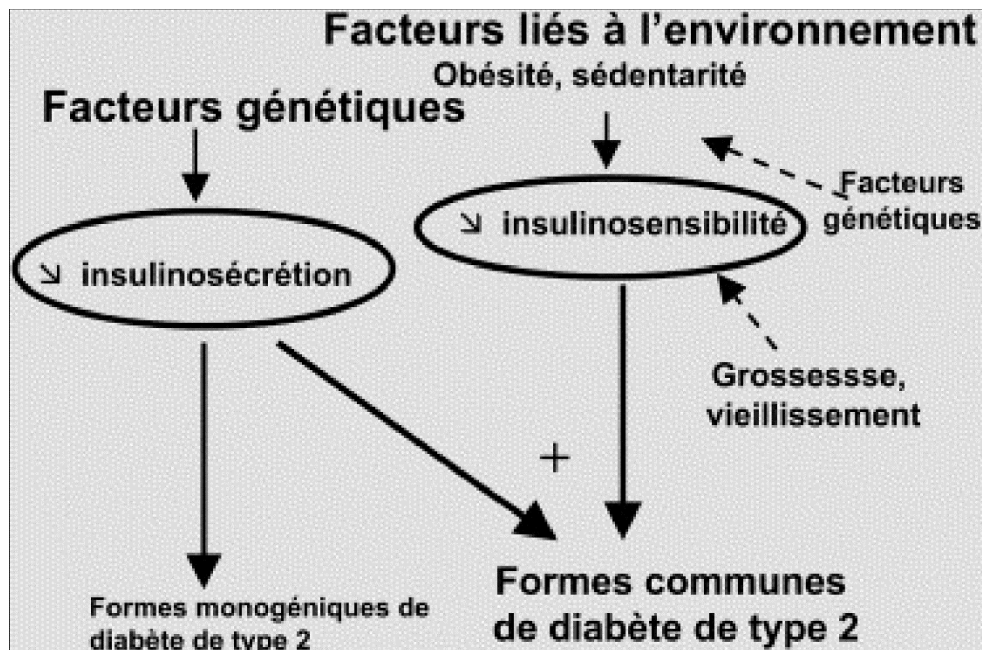 Facteurs liés à l'environnement
Obésité, sédentarité
Facteurs génétiques
Facteurs
génétiques
↘ insulinosensibilité
↘ insulinosécrétion
Grossessse,
vieillissement
+
Formes communes
de diabète de type 2
Formes monogéniques de
diabète de type 2